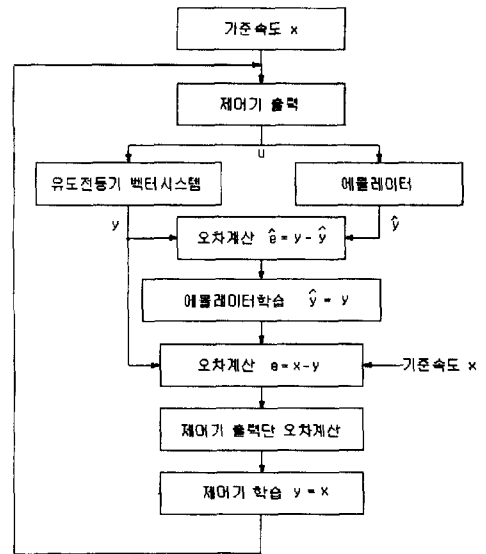 기준속도 x
제어기 출력
u
유도전동기 벡터시스템
에뮬레이터
y
ŷ
오차계산 ê = y - ŷ
에뮬레이터학습 ŷ = y
오차계산 e = x - y
기준속도 x
제어기 출력단 오차계산
제어기 학습 y = x